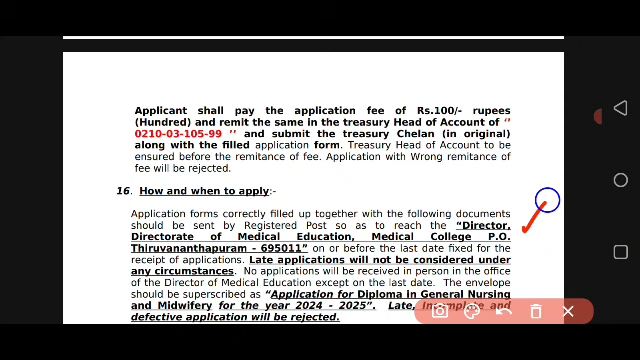 Applicant shall pay the application fee of Rs.100/- rupees
(Hundred) and remit the same in the treasury Head of Account of ‘‘
0210-03-105-99 ’’ and submit the treasury Chelan (in original)
along with the filled application form. Treasury Head of Account to
be ensured before the remitance of fee. Application with Wrong remitance
of fee will be rejected.
16. How and when to apply:-
Application forms correctly filled up together with the following documents
should be sent by Registered Post so as to reach the “Director,
Directorate of Medical Education, Medical College P.O.
Thiruvananthapuram - 695011” on or before the last date fixed for the
receipt of applications. Late applications will not be considered under
any circumstances. No applications will be received in person in the office
of the Director of Medical Education except on the last date. The envelope
should be superscribed as “Application for Diploma in General Nursing
and Midwifery for the year 2024 - 2025”. Late, Incomplete and
defective application will be rejected.